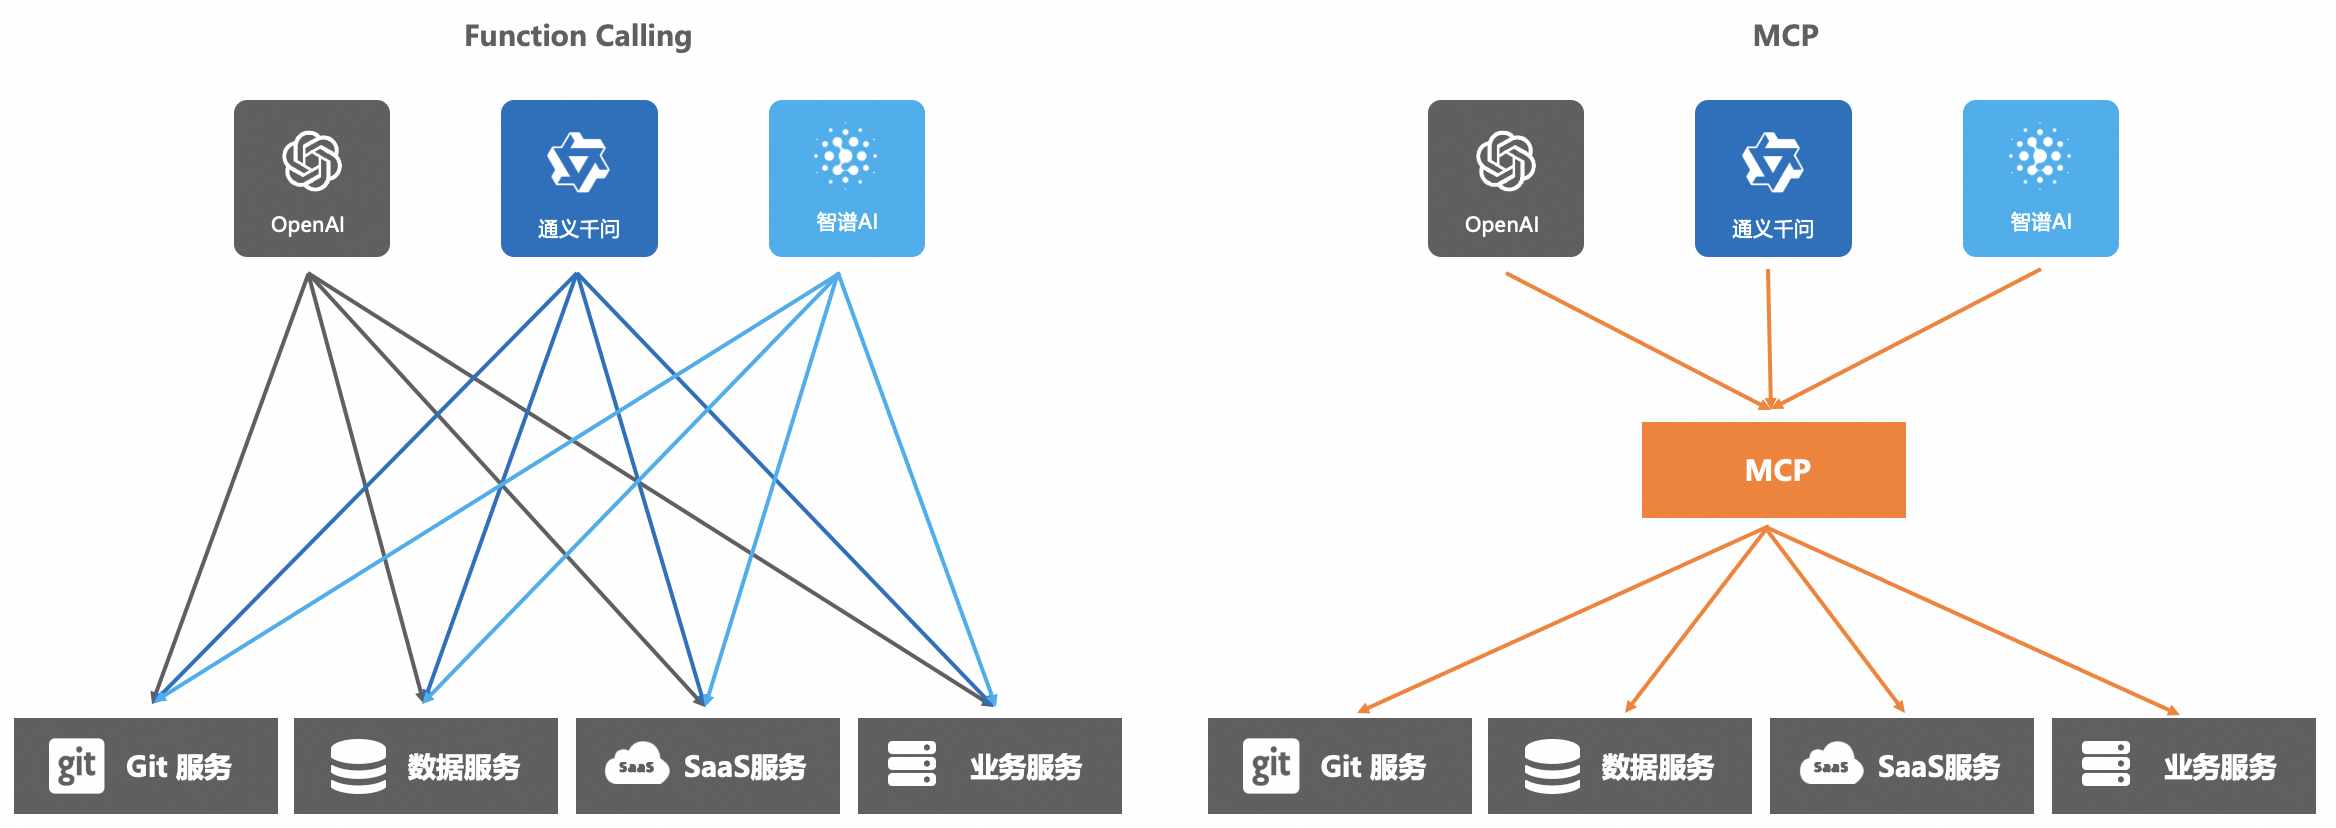 Function Calling
OpenAI
通义千问
智谱AI
git
Git 服务
数据服务
SaaS
SaaS服务
业务服务
MCP
OpenAI
通义千问
智谱AI
MCP
git
Git 服务
数据服务
SaaS
SaaS服务
业务服务